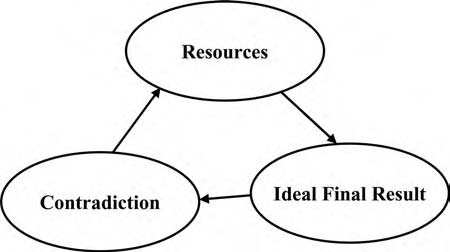 Resources
Contradiction
Ideal Final Result